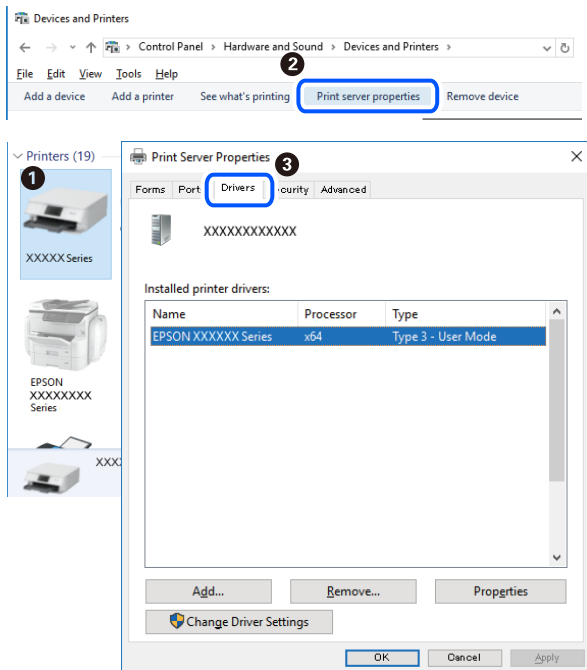 Devices and Printers
Control Panel > Hardware and Sound > Devices and Printers >
2
File Edit View Tools Help
Add a device Add a printer See what's printing Print server properties Remove device
Printers (19)
1
XXXXX Series
EPSON
XXXXXXXX
Series
XXX
Print Server Properties
3
Forms Port Drivers curity Advanced
XXXXXXXXXXXX
Installed printer drivers:
Name Processor Type
EPSON XXXXXX Series x64 Type 3 - User Mode
Add... Remove... Properties
Change Driver Settings
OK Cancel Apply